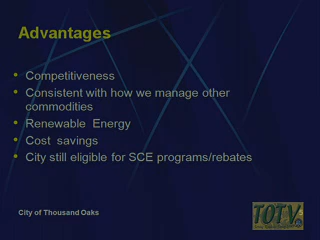 Advantages
• Competitiveness
• Consistent with how we manage other
commodities
• Renewable Energy
• Cost savings
• City still eligible for SCE programs/rebates
City of Thousand Oaks
TOTV